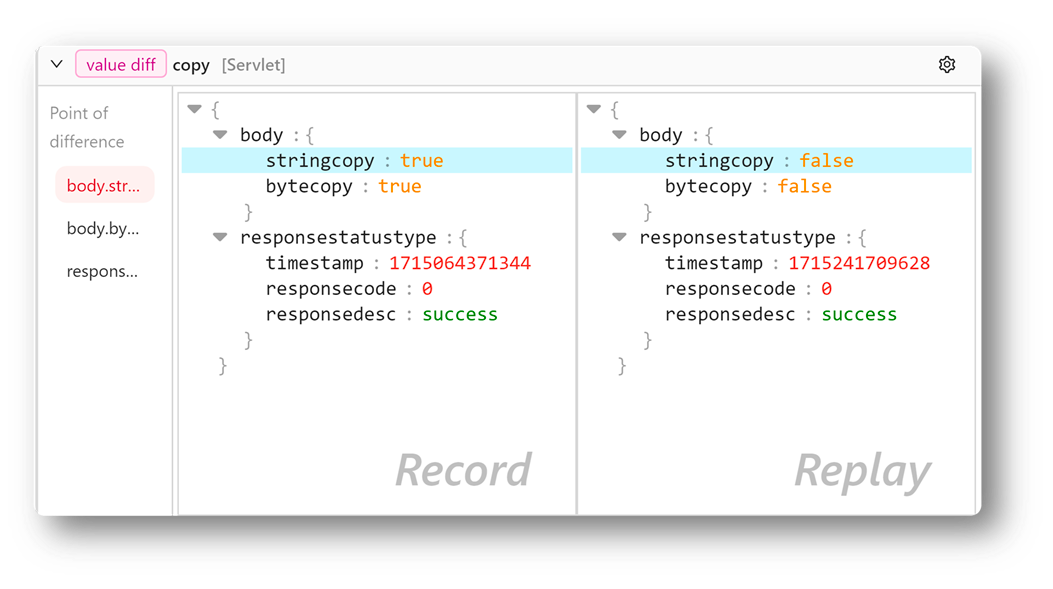 value diff copy [Servlet]
Point of
difference
body.str...
body.by...
respons...
{
body : {
stringcopy : true
bytecopy : true
}
responsestatustype : {
timestamp : 1715064371344
responsecode : 0
responsedesc : success
}
}
Record
{
body : {
stringcopy : false
bytecopy : false
}
responsestatustype : {
timestamp : 1715241709628
responsecode : 0
responsedesc : success
}
}
Replay